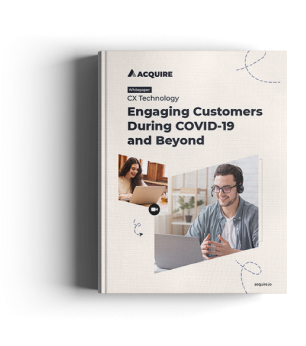 ACQUIRE
Whitepaper
CX Technology
Engaging Customers
During COVID-19
and Beyond
acquire.io